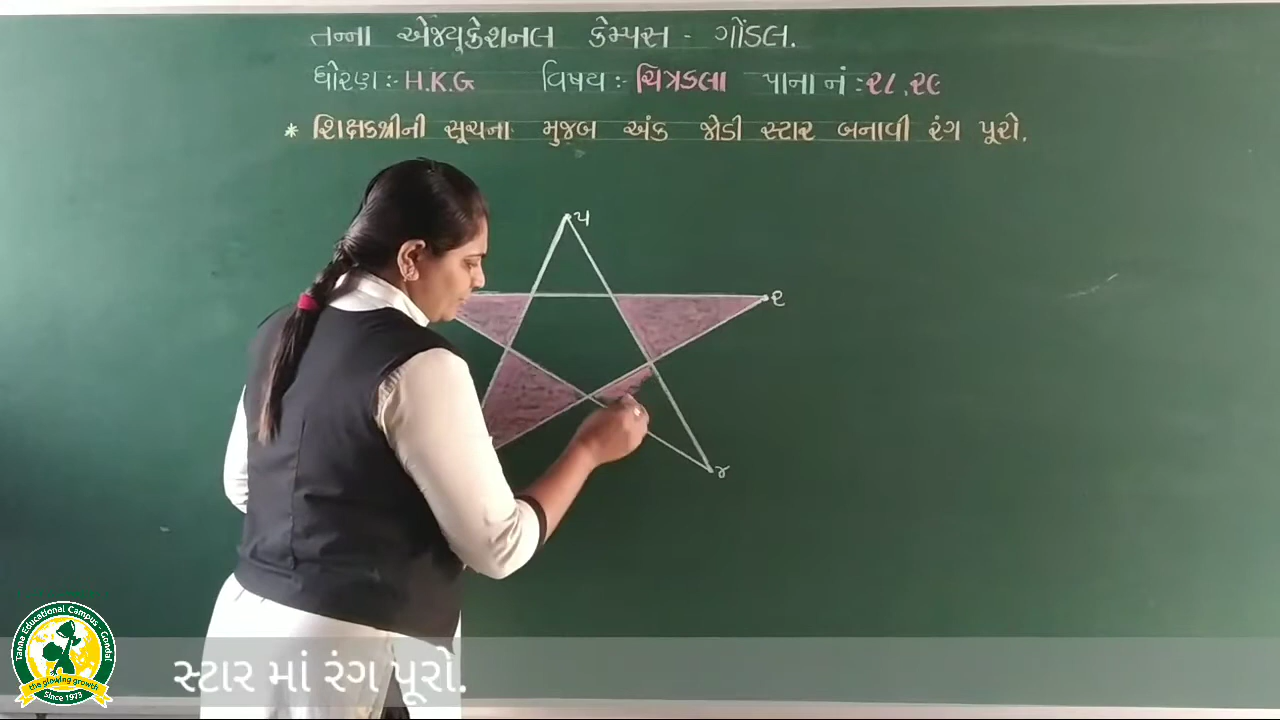 તન્ના એજ્યુકેશનલ કેમ્પસ - ગોંડલ.
ધોરણ :- H.K.G વિષય :- ચિત્રકલા પાના નં :- ૨૮,૨૯
* શિક્ષકશ્રીની સૂચના મુજબ અંક જોડી સ્ટાર બનાવી રંગ પૂરો.
૫
૨
૪
Tanna Educational Campus - Gondal
the growing growth
Since 1973
સ્ટાર માં રંગ પૂરો.